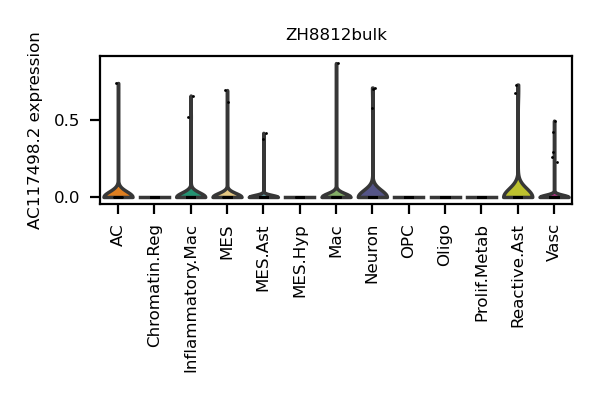 ZH8812bulk
AC117498.2 expression
0.5
0.0
AC
Chromatin.Reg
Inflammatory.Mac
MES
MES.Ast
MES.Hyp
Mac
Neuron
OPC
Oligo
Prolif.Metab
Reactive.Ast
Vasc